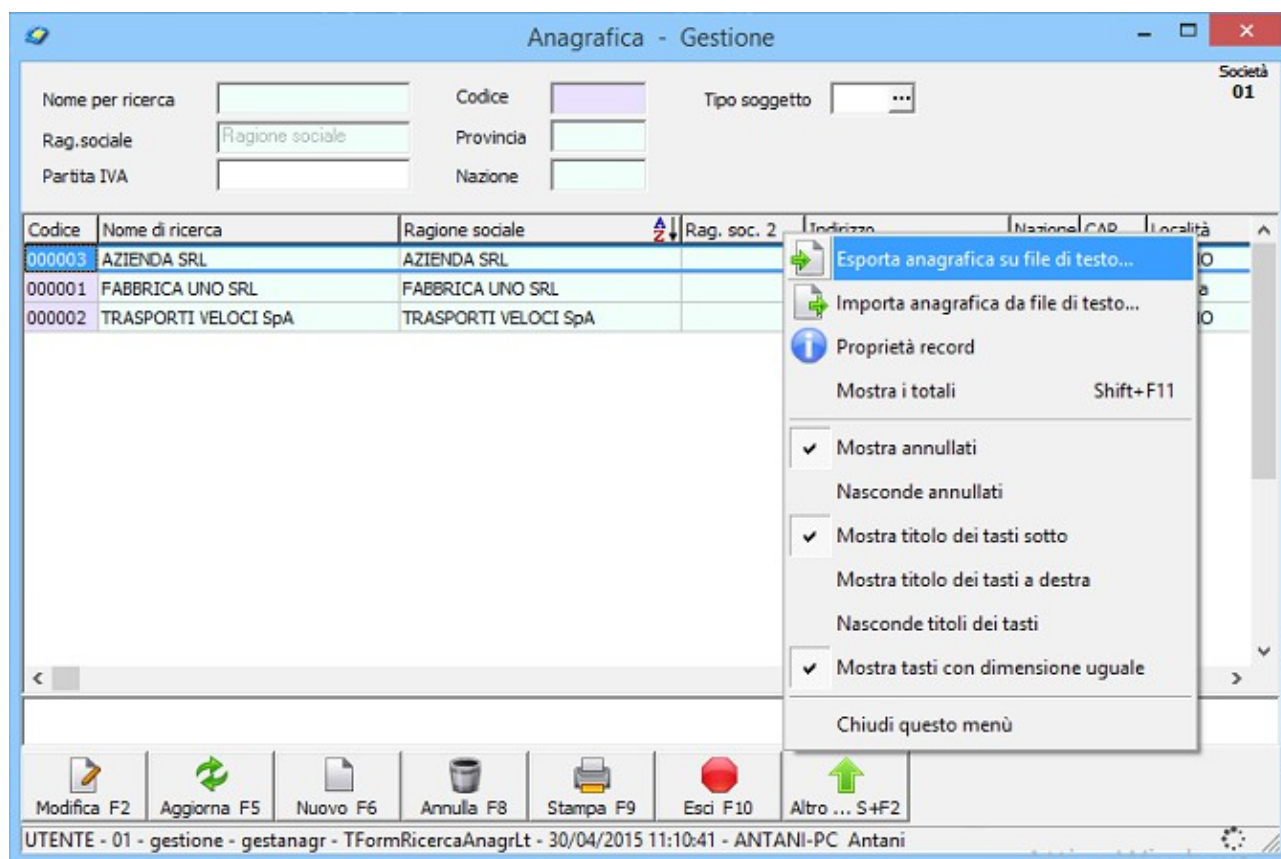 Anagrafica - Gestione
Società
01
Nome per ricerca
Codice
Tipo soggetto ...
Rag.sociale
Ragione sociale
Provincia
Partita IVA
Nazione
Codice Nome di ricerca Ragione sociale AZ Rag. soc. 2 Indirizzo Nazione CAP Località
000003 AZIENDA SRL AZIENDA SRL
000001 FABBRICA UNO SRL FABBRICA UNO SRL
000002 TRASPORTI VELOCI SpA TRASPORTI VELOCI SpA
Esporta anagrafica su file di testo...
Importa anagrafica da file di testo...
Proprietà record
Mostra i totali Shift+F11
Mostra annullati
Nasconde annullati
Mostra titolo dei tasti sotto
Mostra titolo dei tasti a destra
Nasconde titoli dei tasti
Mostra tasti con dimensione uguale
Chiudi questo menù
Modifica F2 Aggiorna F5 Nuovo F6 Annulla F8 Stampa F9 Esci F10 Altro ... S+F2
UTENTE - 01 - gestione - gestanagr - TFormRicercaAnagrLt - 30/04/2015 11:10:41 - ANTANI-PC Antani